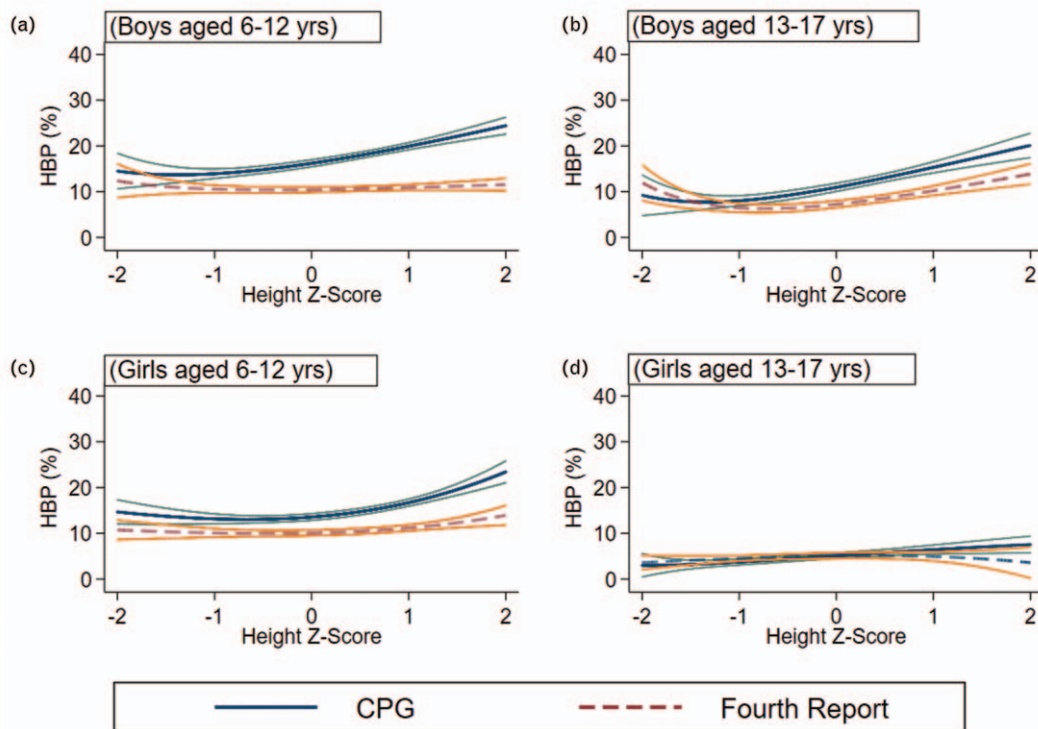 (a) (Boys aged 6-12 yrs)
40
30
20
10
0
HBP (%)
-2 -1 0 1 2
Height Z-Score
(b) (Boys aged 13-17 yrs)
40
30
20
10
0
HBP (%)
-2 -1 0 1 2
Height Z-Score
(c) (Girls aged 6-12 yrs)
40
30
20
10
0
HBP (%)
-2 -1 0 1 2
Height Z-Score
(d) (Girls aged 13-17 yrs)
40
30
20
10
0
HBP (%)
-2 -1 0 1 2
Height Z-Score
CPG Fourth Report